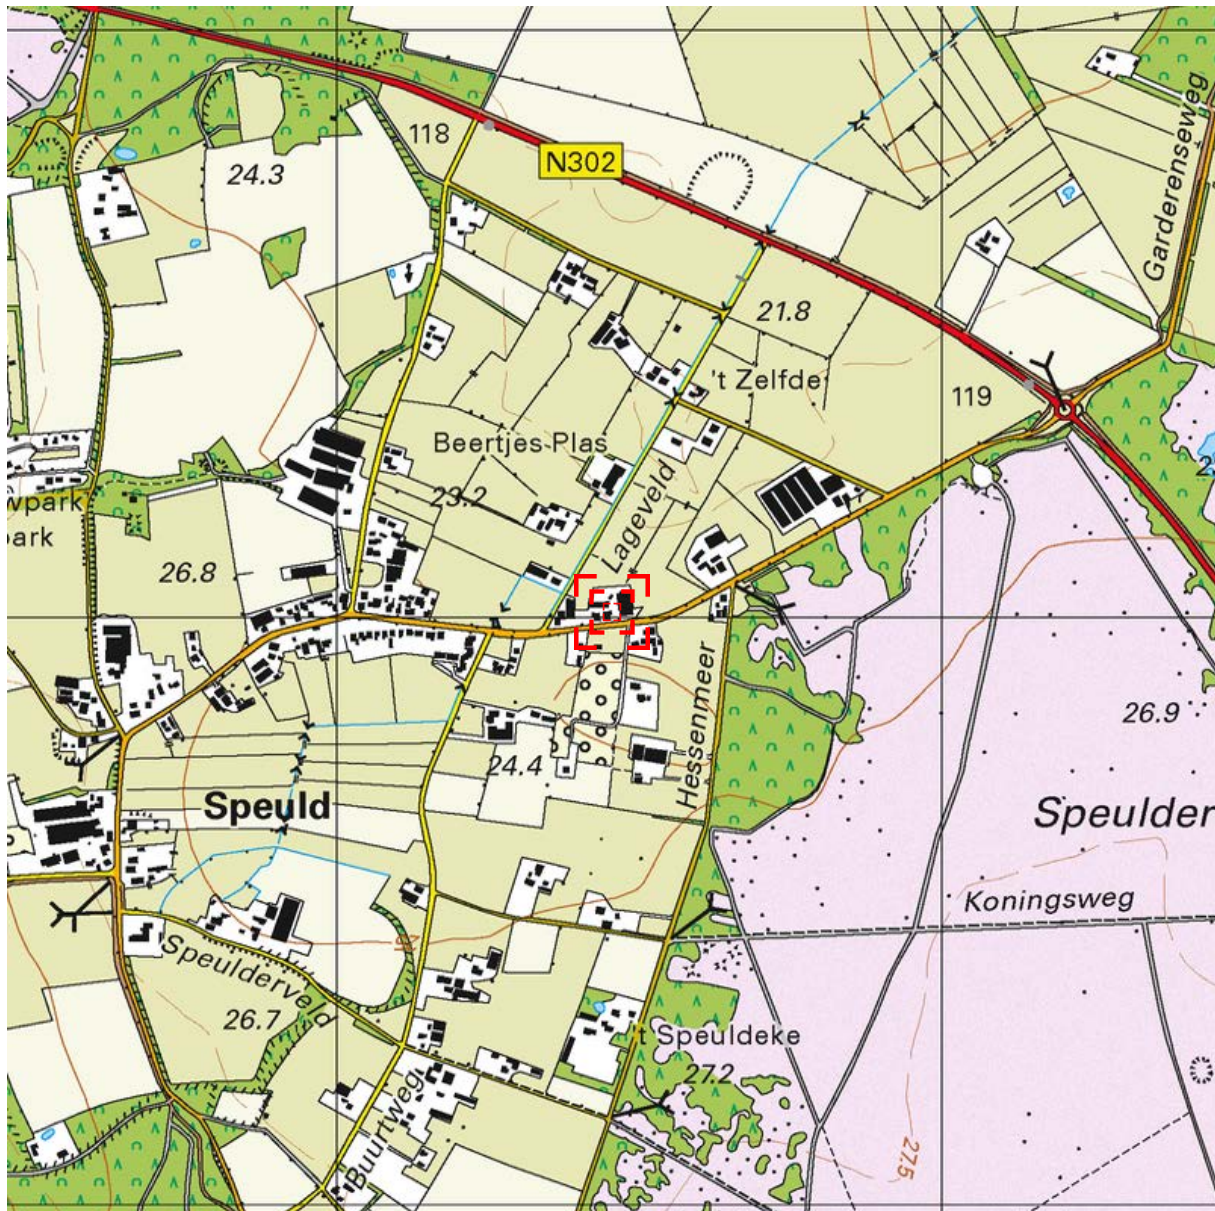 118
N302
24.3
Garderenseweg
21.8
't Zelfde
119
Beertjes Plas
23.2
Lageveld
wpark
park
26.8
Hessenmeer
26.9
24.4
Speuld
Speulder
Koningsweg
25
Speulderveld
26.7
't Speuldeke
27.2
Buurtweg
27.5